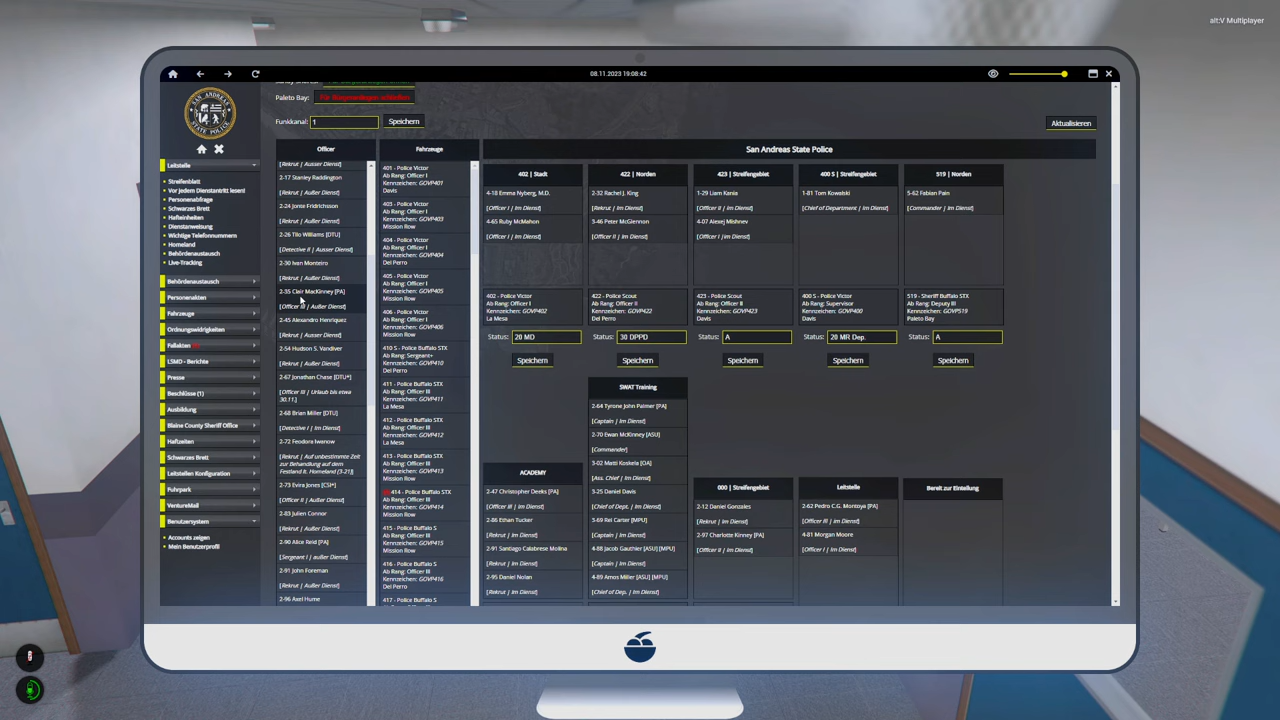 alt:V Multiplayer
08.11.2023 19:08:42
SAN ANDREAS
STATE POLICE
Leitstelle
Streifenblatt
Vor jedem Dienstantritt lesen!
Personenabfrage
Schwarzes Brett
Hafteinheiten
Dienstanweisung
Wichtige Telefonnummern
Homeland
Behördenaustausch
Live-Tracking
Behördenaustausch
Personenakten
Fahrzeuge
Ordnungswidrigkeiten
Fallakten
LSMD - Berichte
Presse
Beschlüsse (1)
Ausbildung
Blaine County Sheriff Office
Haftzeiten
Schwarzes Brett
Leitstellen Konfiguration
Fuhrpark
VentureMail
Benutzersystem
Accounts zeigen
Mein Benutzerprofil
Paleto Bay:
Funkkanal: 1 Speichern
Aktualisieren
Officer
[Rekrut / Ausser Dienst]
2-17 Stanley Raddington
[Rekrut / Außer Dienst]
2-24 Jonte Fridrichsson
[Rekrut / Außer Dienst]
2-26 Tilo Williams [DTU]
[Detective II / Ausser Dienst]
2-30 Ivan Monteiro
[Rekrut / Außer Dienst]
2-35 Clair MacKinney [PA]
[Officer III / Außer Dienst]
2-45 Alexandro Henriquez
[Rekrut / Ausser Dienst]
2-54 Hudson S. Vandiver
[Rekrut / Außer Dienst]
2-67 Jonathan Chase [DTU*]
[Officer III / Urlaub bis etwa
30.11.]
2-68 Brian Miller [DTU]
[Detective I / Im Dienst]
2-72 Feodora Iwanow
[Rekrut / Auf unbestimmte Zeit
zur Behandlung auf dem
Festland lt. Homeland [3-21]]
2-73 Evira Jones [CSI*]
[Officer II / Außer Dienst]
2-83 Julien Connor
[Rekrut / Außer Dienst]
2-90 Alice Reid [PA]
[Sergeant I / außer Dienst]
2-91 John Foreman
[Rekrut / Außer Dienst]
2-96 Axel Hume
Fahrzeuge
401 - Police Victor
Ab Rang: Officer I
Kennzeichen: GOVP401
Davis
403 - Police Victor
Ab Rang: Officer I
Kennzeichen: GOVP403
Mission Row
404 - Police Victor
Ab Rang: Officer I
Kennzeichen: GOVP404
Del Perro
405 - Police Victor
Ab Rang: Officer I
Kennzeichen: GOVP405
Mission Row
406 - Police Victor
Ab Rang: Officer I
Kennzeichen: GOVP406
Mission Row
410 S - Police Buffalo STX
Ab Rang: Sergeant+
Kennzeichen: GOVP410
Del Perro
411 - Police Buffalo STX
Ab Rang: Officer III
Kennzeichen: GOVP411
La Mesa
412 - Police Buffalo STX
Ab Rang: Officer III
Kennzeichen: GOVP412
La Mesa
413 - Police Buffalo STX
Ab Rang: Officer III
Kennzeichen: GOVP413
Mission Row
414 - Police Buffalo STX
Ab Rang: Officer III
Kennzeichen: GOVP414
Mission Row
415 - Police Buffalo S
Ab Rang: Officer III
Kennzeichen: GOVP415
Mission Row
416 - Police Buffalo S
Ab Rang: Officer III
Kennzeichen: GOVP416
Del Perro
417 - Police Buffalo S
San Andreas State Police
402 | Stadt
4-18 Emma Nyberg, M.D.
[Officer I / Im Dienst]
4-65 Ruby McMahon
[Officer I / Im Dienst]
402 - Police Victor
Ab Rang: Officer I
Kennzeichen: GOVP402
La Mesa
Status: 20 MD
Speichern
422 | Norden
2-32 Rachel J. King
[Rekrut / Im Dienst]
3-46 Peter McGlennon
[Officer II / Im Dienst]
422 - Police Scout
Ab Rang: Officer II
Kennzeichen: GOVP422
Del Perro
Status: 30 DPPD
Speichern
423 | Streifengebiet
1-29 Liam Kania
[Officer II / Im Dienst]
4-07 Alexej Mishnev
[Officer I / Im Dienst]
423 - Police Scout
Ab Rang: Officer II
Kennzeichen: GOVP423
Davis
Status: A
Speichern
400 S | Streifengebiet
1-81 Tom Kowalski
[Chief of Department / Im Dienst]
400 S - Police Victor
Ab Rang: Supervisor
Kennzeichen: GOVP400
Davis
Status: 20 MR Dep.
Speichern
519 | Norden
5-62 Fabian Pain
[Commander / Im Dienst]
519 - Sheriff Buffalo STX
Ab Rang: Deputy III
Kennzeichen: GOVP519
Paleto Bay
Status: A
Speichern
ACADEMY
2-47 Christopher Deeks [PA]
[Officer III / Im Dienst]
2-86 Ethan Tucker
[Rekrut / Im Dienst]
2-91 Santiago Calabrese Molina
[Rekrut / Im Dienst]
2-95 Daniel Nolan
[Rekrut / Im Dienst]
SWAT Training
2-64 Tyrone John Palmer [PA]
[Captain / Im Dienst]
2-70 Ewan McKinney [ASU]
[Commander]
3-02 Matti Koskela [OA]
[Ass. Chief / Im Dienst]
3-25 Daniel Davis
[Chief of Dept. / Im Dienst]
3-69 Rei Carter [MPU]
[Captain / Im Dienst]
4-88 Jacob Gauthier [ASU] [MPU]
[Captain / Im Dienst]
4-89 Amos Miller [ASU] [MPU]
[Chief of Dep. / Im Dienst]
000 | Streifengebiet
2-12 Daniel Gonzales
[Rekrut / Im Dienst]
2-97 Charlotte Kinney [PA]
[Officer II / Im Dienst]
Leitstelle
2-62 Pedro C.G. Montoya [PA]
[Officer III / Im Dienst]
4-81 Morgan Moore
[Officer I / Im Dienst]
Bereit zur Einteilung